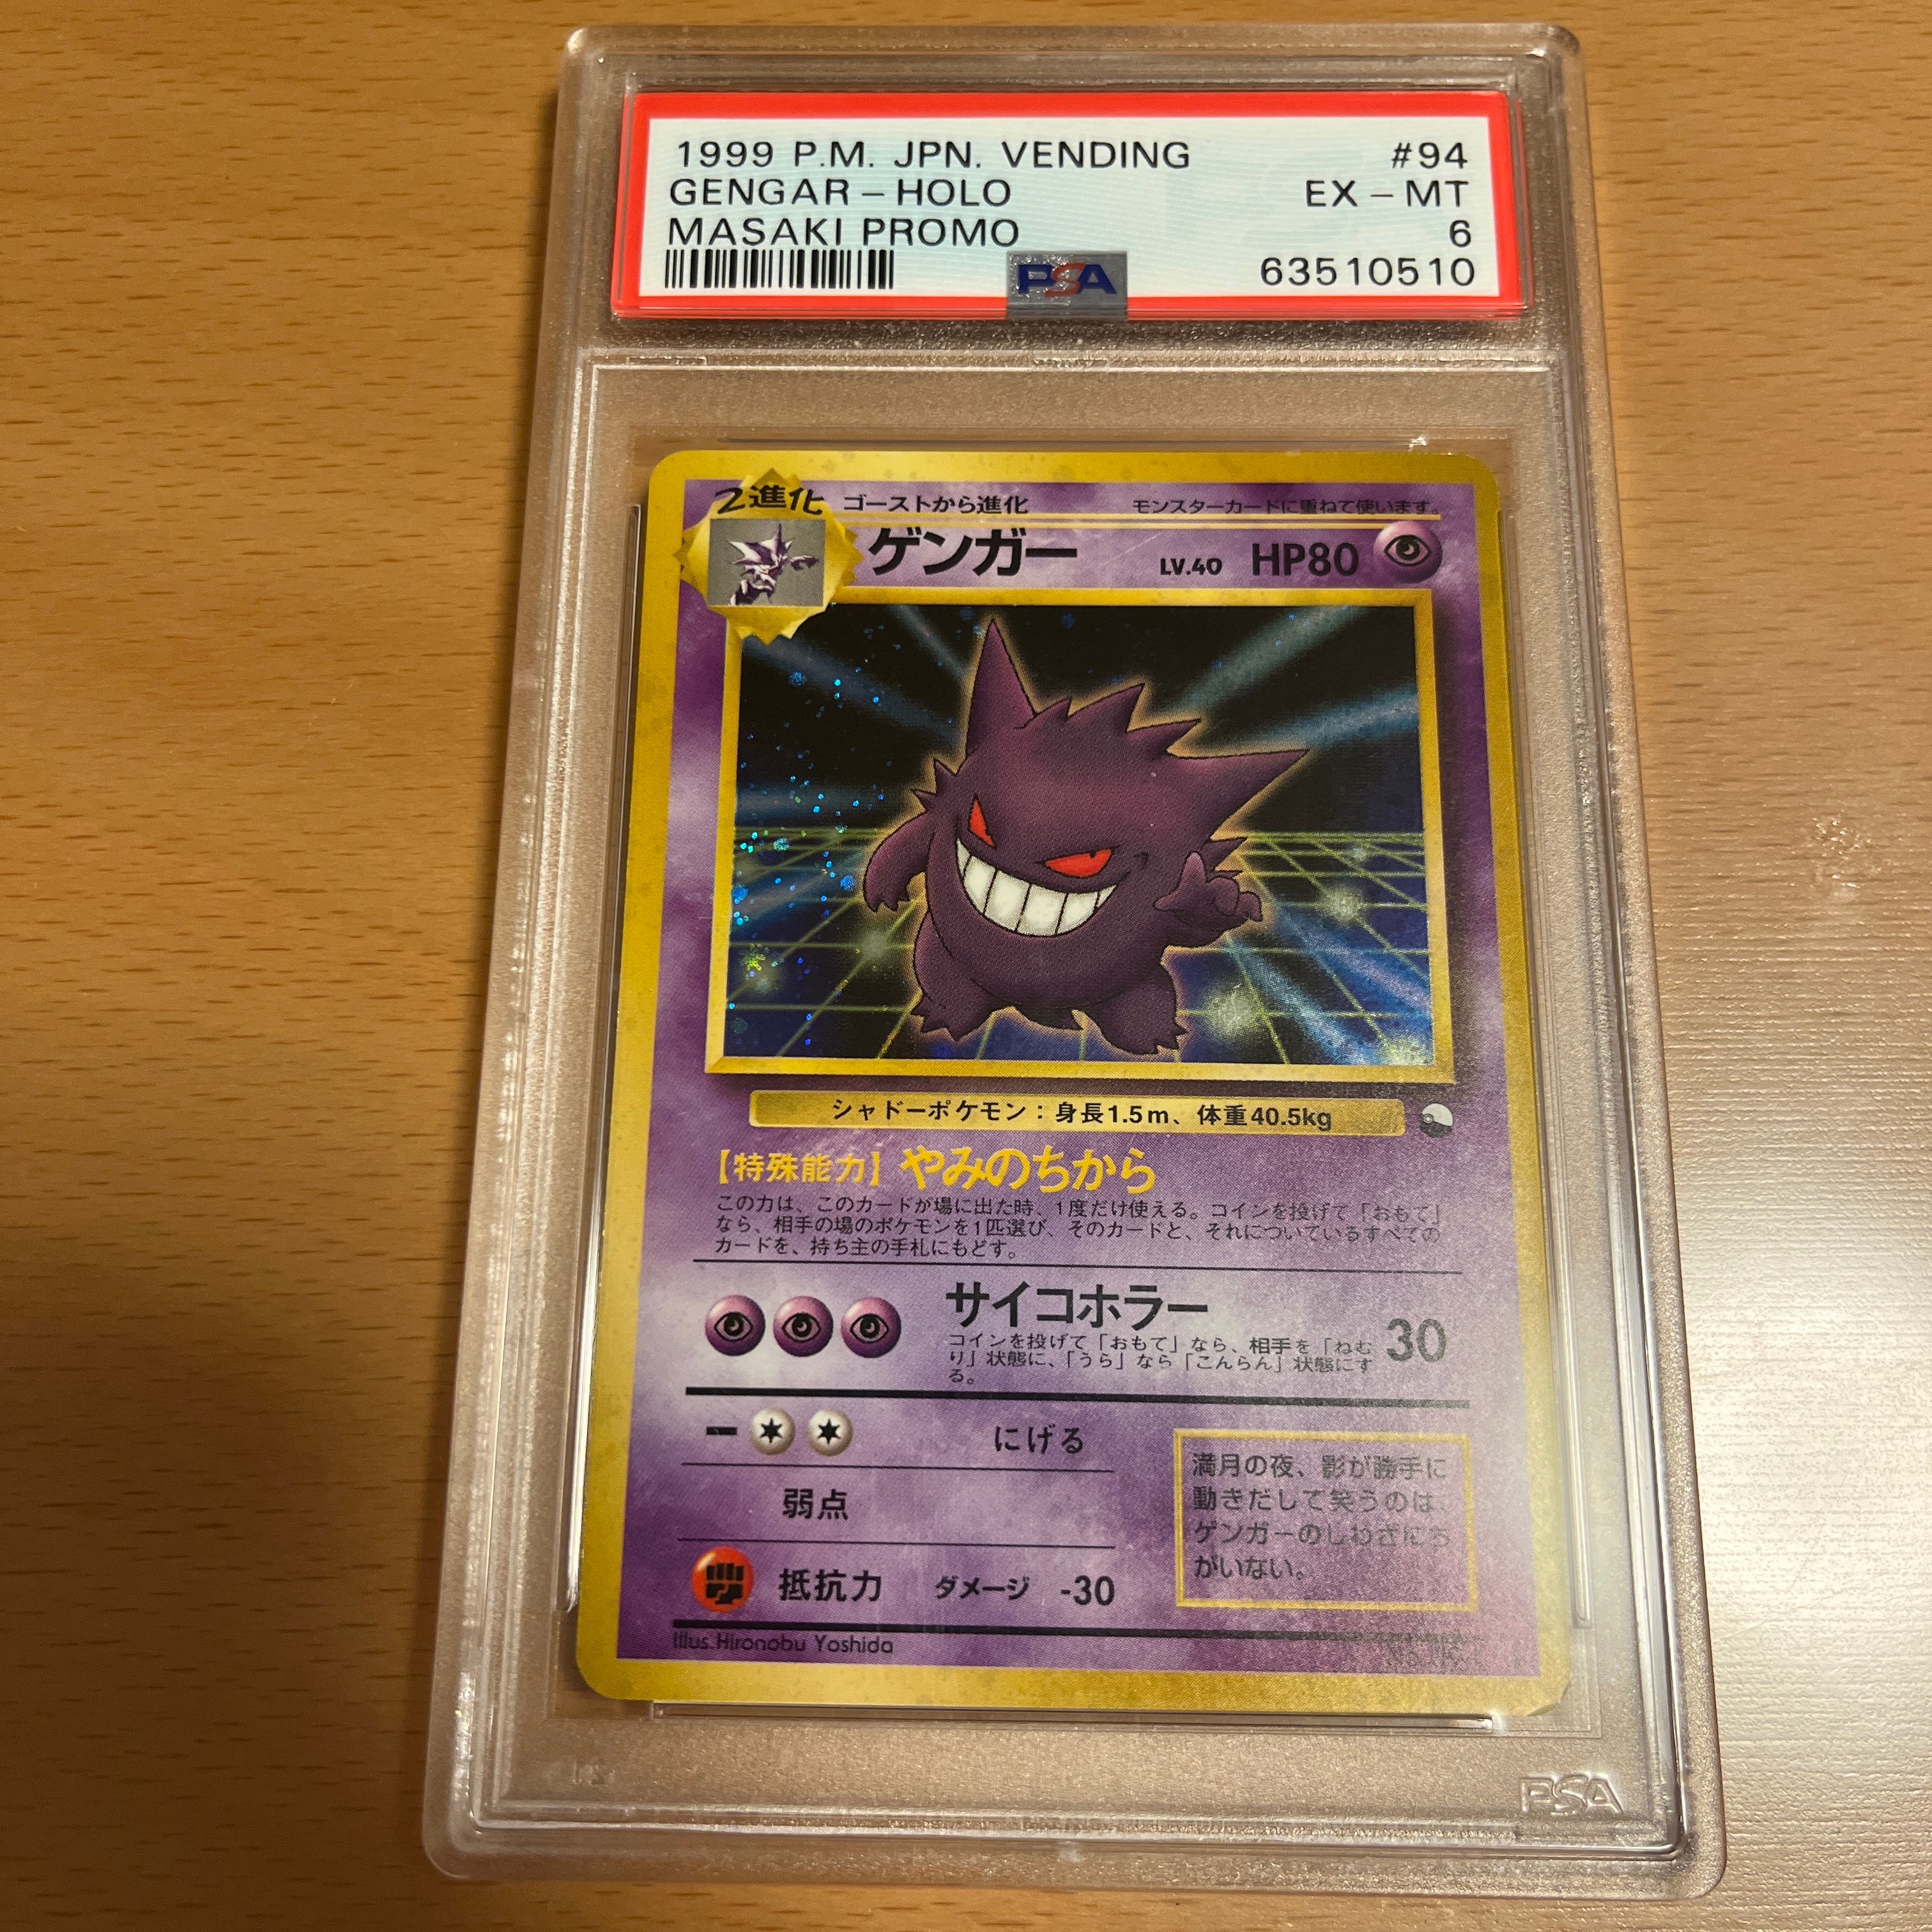 1999 P.M. JPN. VENDING #94
GENGAR-HOLO EX-MT
MASAKI PROMO 6
PSA 63510510
2進化 ゴーストから進化 モンスターカードに重ねて使います。
ゲンガー LV.40 HP80
シャドーポケモン：身長1.5m、体重40.5kg
【特殊能力】やみのちから
この力は、このカードが場に出た時、1度だけ使える。コインを投げて「おもて」
なら、相手の場のポケモンを1匹選び、そのカードと、それについているすべての
カードを、持ち主の手札にもどす。
サイコホラー 30
コインを投げて「おもて」なら、相手を「ねむ
り」状態に、「うら」なら「こんらん」状態にす
る。
にげる
弱点
抵抗力 ダメージ -30
満月の夜、影が勝手に
動きだして笑うのは、
ゲンガーのしわざにち
がいない。
Illus.Hironobu Yoshida
PSA